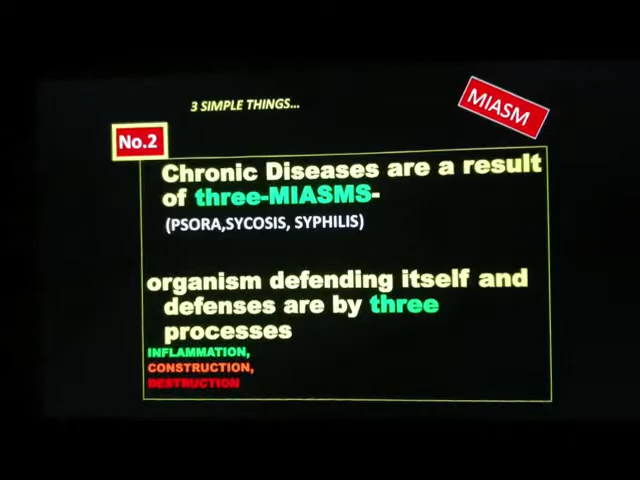 3 SIMPLE THINGS...
MIASM
No.2
Chronic Diseases are a result
of three-MIASMS-
(PSORA,SYCOSIS, SYPHILIS)
organism defending itself and
defenses are by three
processes
INFLAMMATION,
CONSTRUCTION,
DESTRUCTION